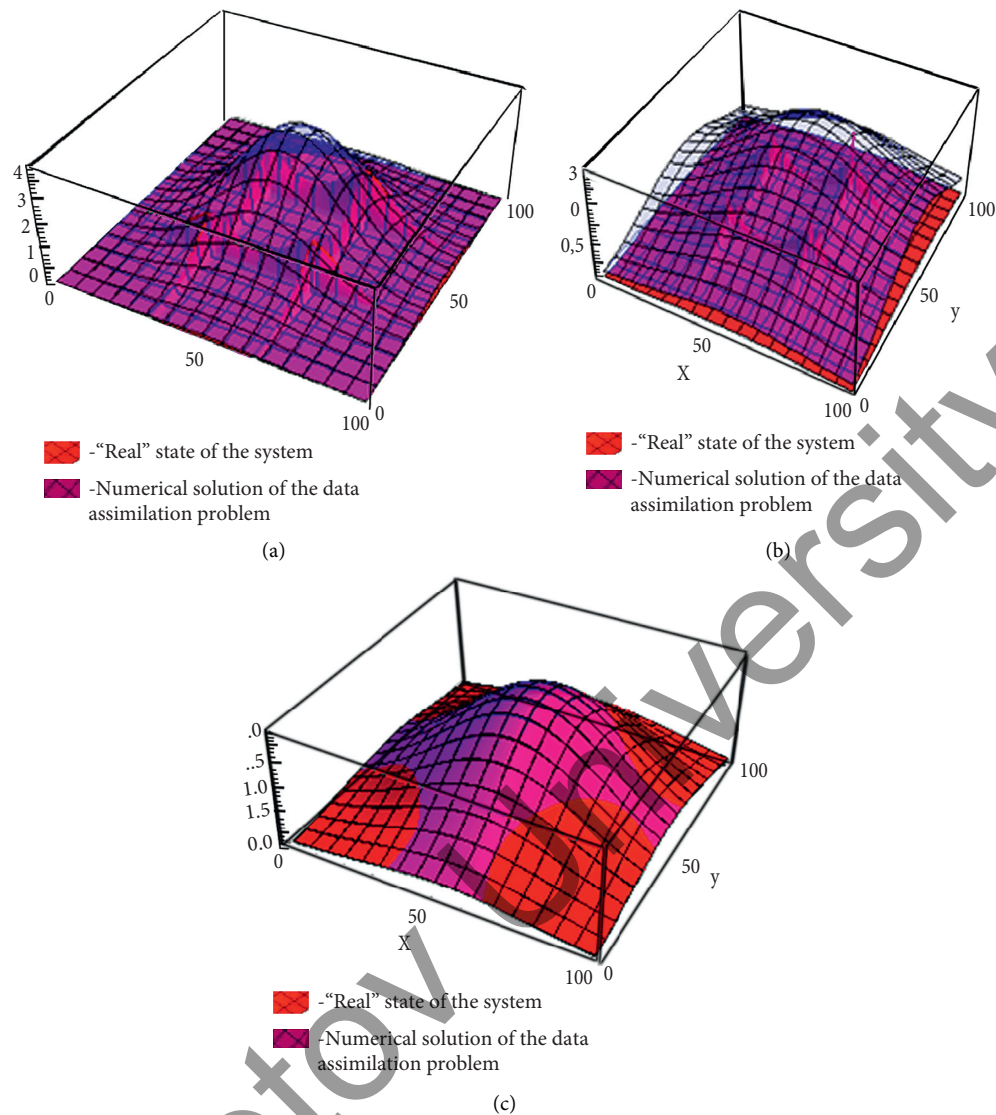 4
3
2
1
0
0
50
100
0
50
100
-“Real” state of the system
-Numerical solution of the data
assimilation problem
(a)
3
0
0,5
0
50
X
100
0
50
y
100
-“Real” state of the system
-Numerical solution of the data
assimilation problem
(b)
.0
..5
1.0
1.5
0.0
0
50
X
100
0
50
y
100
-“Real” state of the system
-Numerical solution of the data
assimilation problem
(c)
etov University